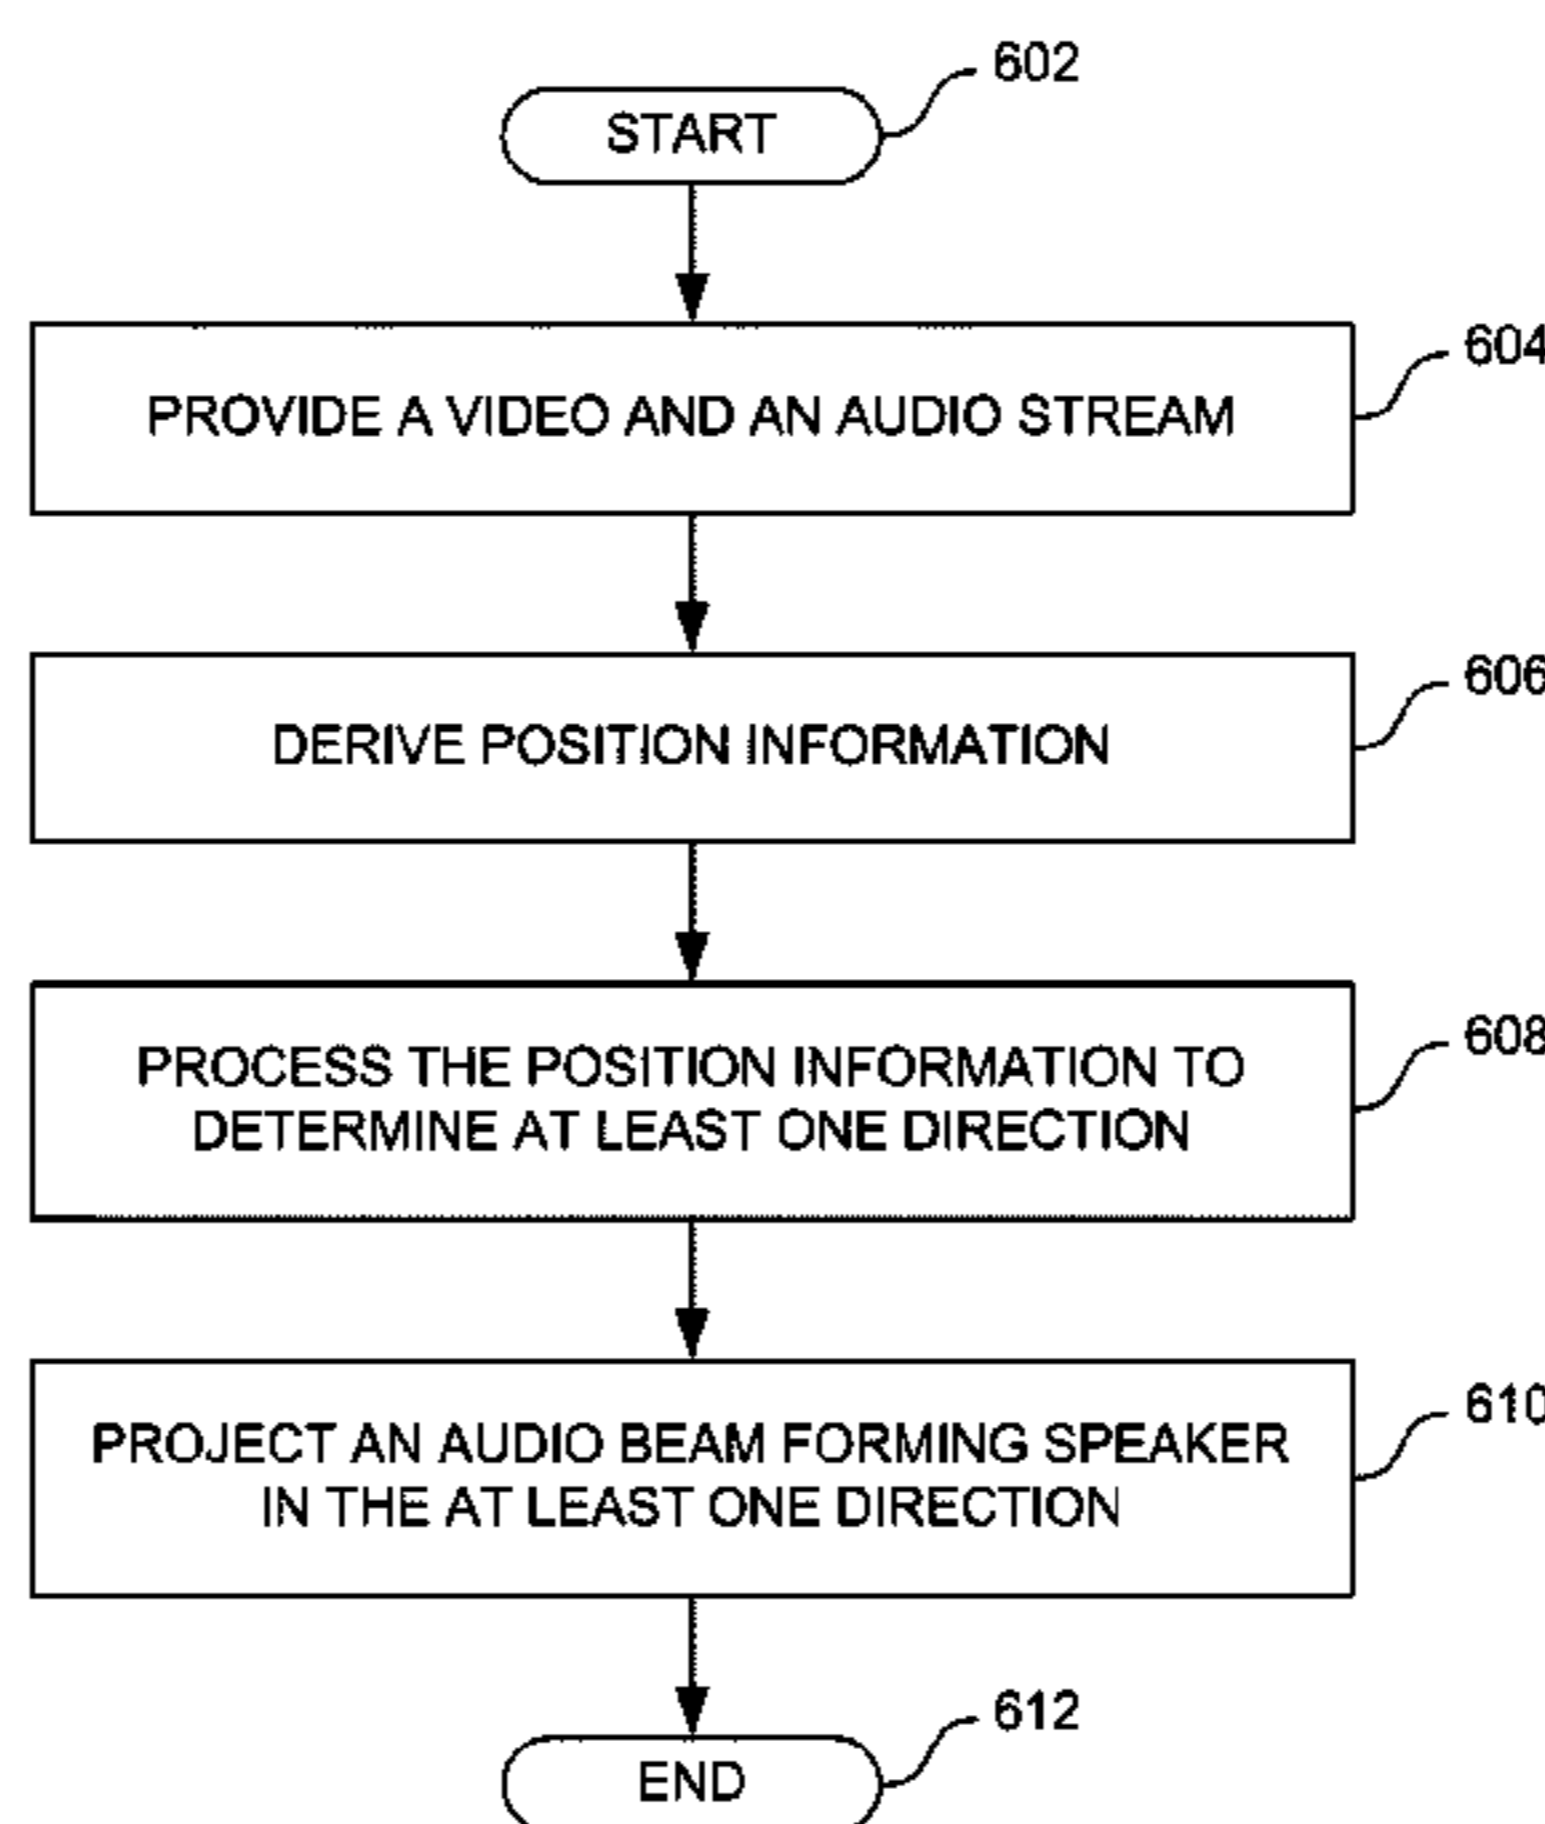 602
START
604
PROVIDE A VIDEO AND AN AUDIO STREAM
606
DERIVE POSITION INFORMATION
608
PROCESS THE POSITION INFORMATION TO
DETERMINE AT LEAST ONE DIRECTION
610
PROJECT AN AUDIO BEAM FORMING SPEAKER
IN THE AT LEAST ONE DIRECTION
612
END